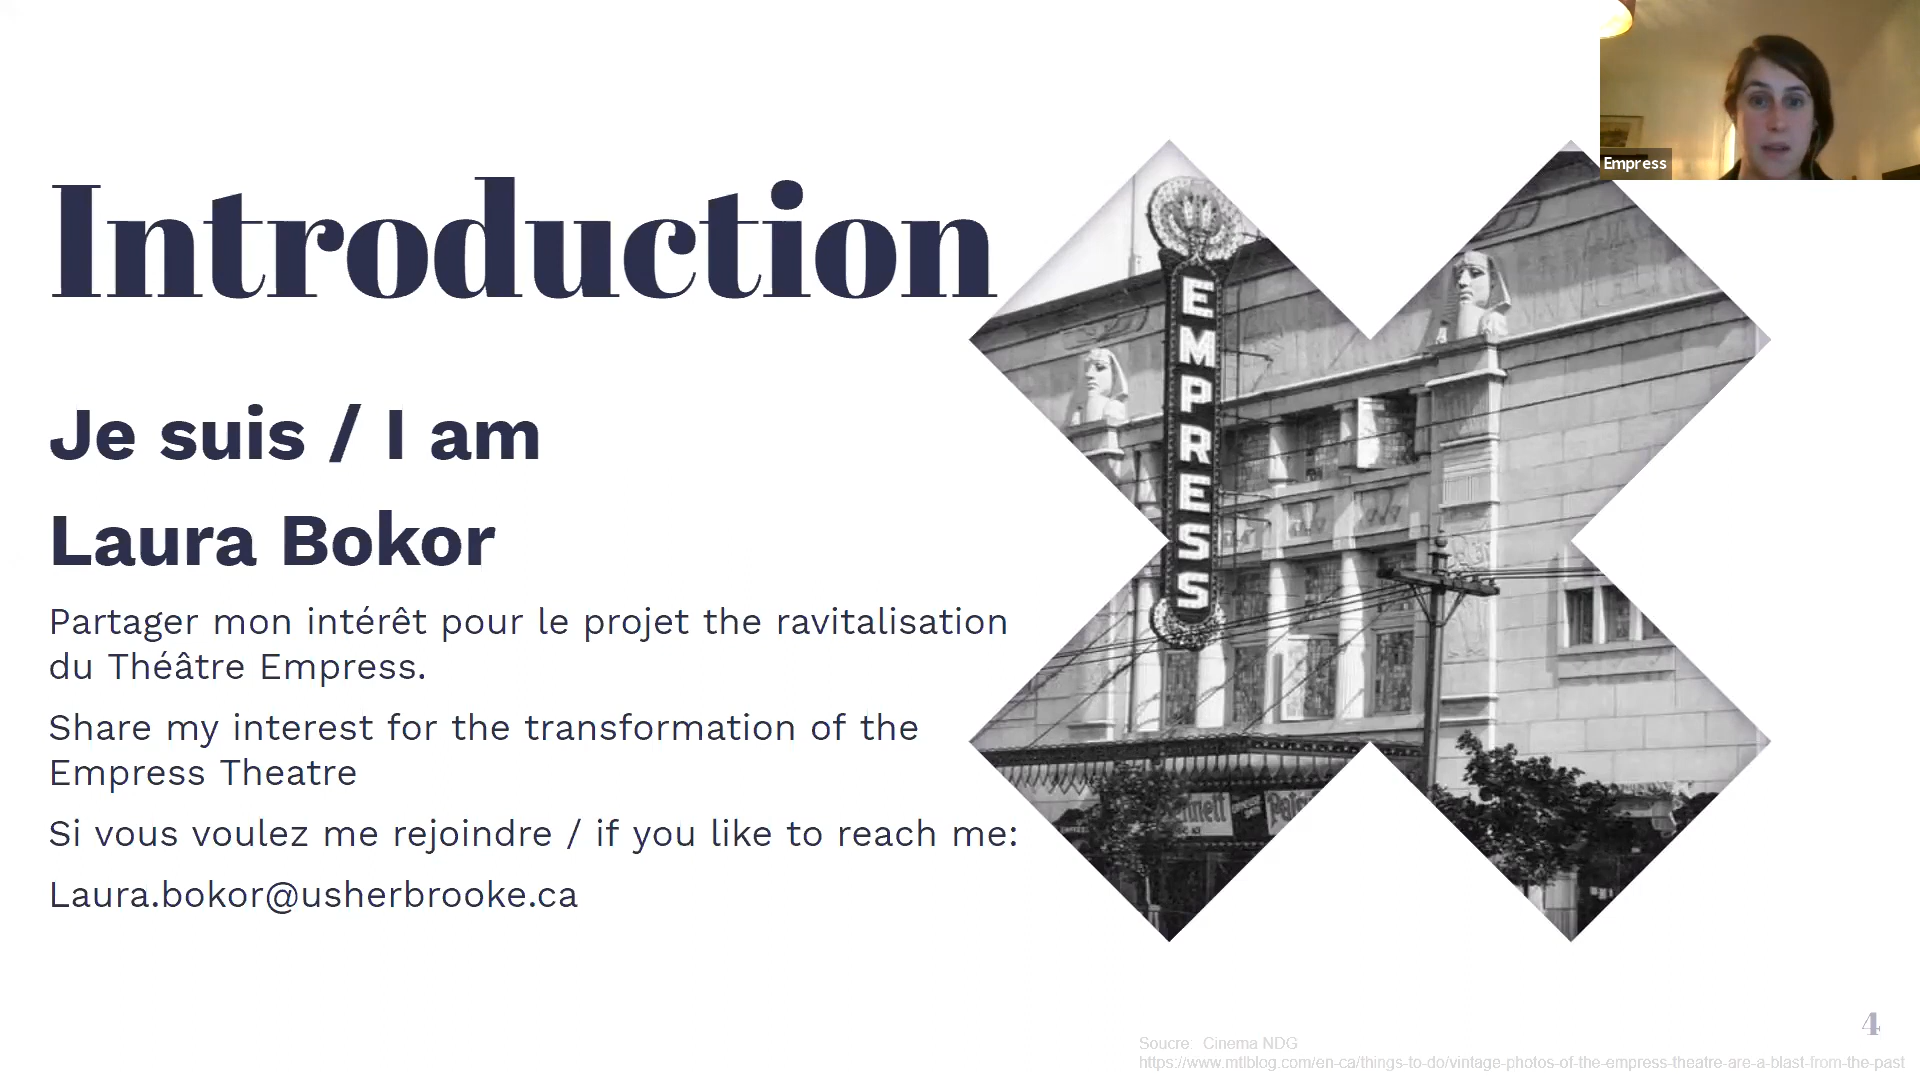 Empress
Introduction
EMPRESS
Je suis / I am
Laura Bokor
Partager mon intérêt pour le projet the ravitalisation
du Théâtre Empress.
Share my interest for the transformation of the
Empress Theatre
Si vous voulez me rejoindre / if you like to reach me:
Laura.bokor@usherbrooke.ca
4
Soucre: Cinema NDG
https://www.mtlblog.com/en-ca/things-to-do/vintage-photos-of-the-empress-theatre-are-a-blast-from-the-past